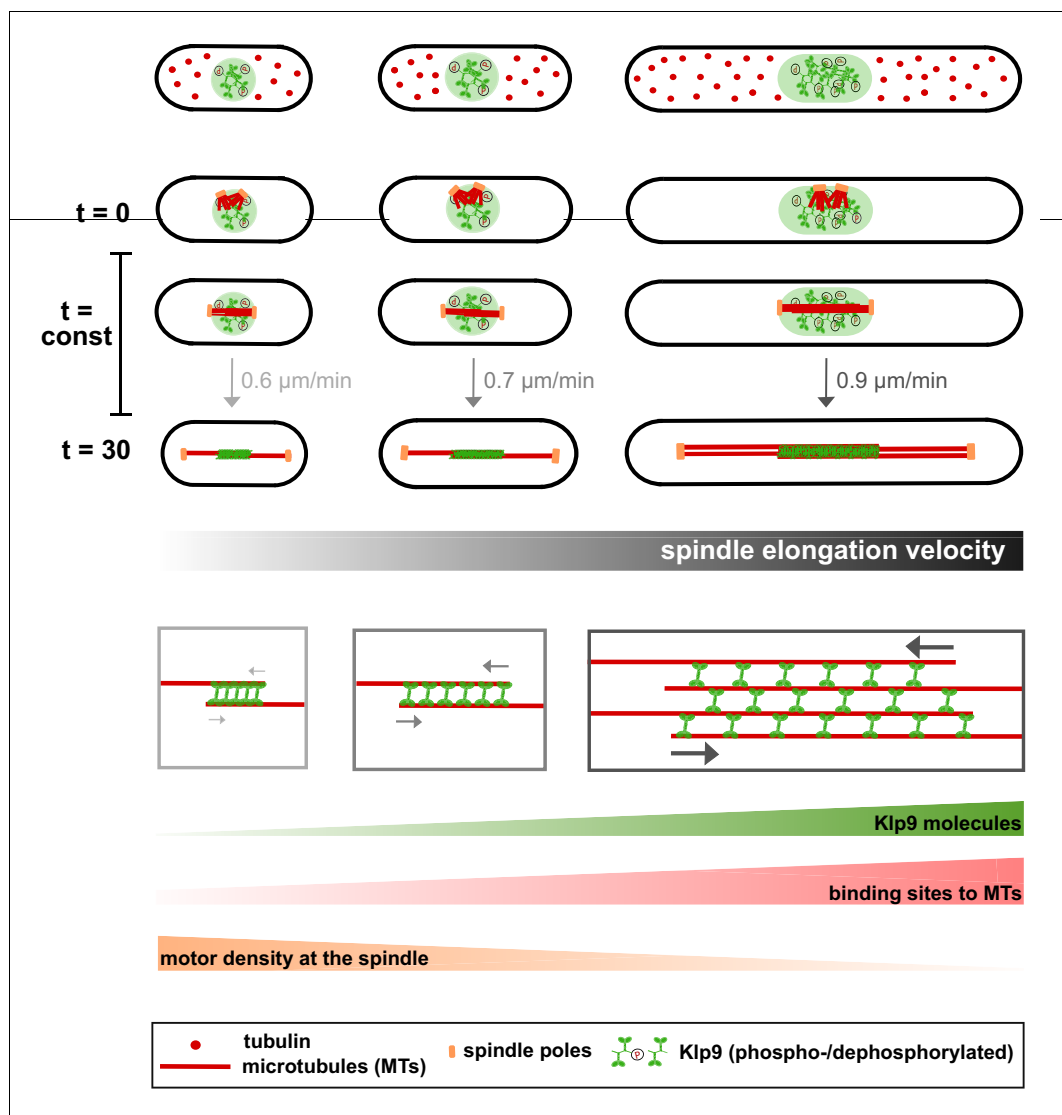 t = 0
t =
const
0.6 µm/min
0.7 µm/min
0.9 µm/min
t = 30
spindle elongation velocity
Klp9 molecules
binding sites to MTs
motor density at the spindle
tubulin
microtubules (MTs)
spindle poles
P
Klp9 (phospho-/dephosphorylated)